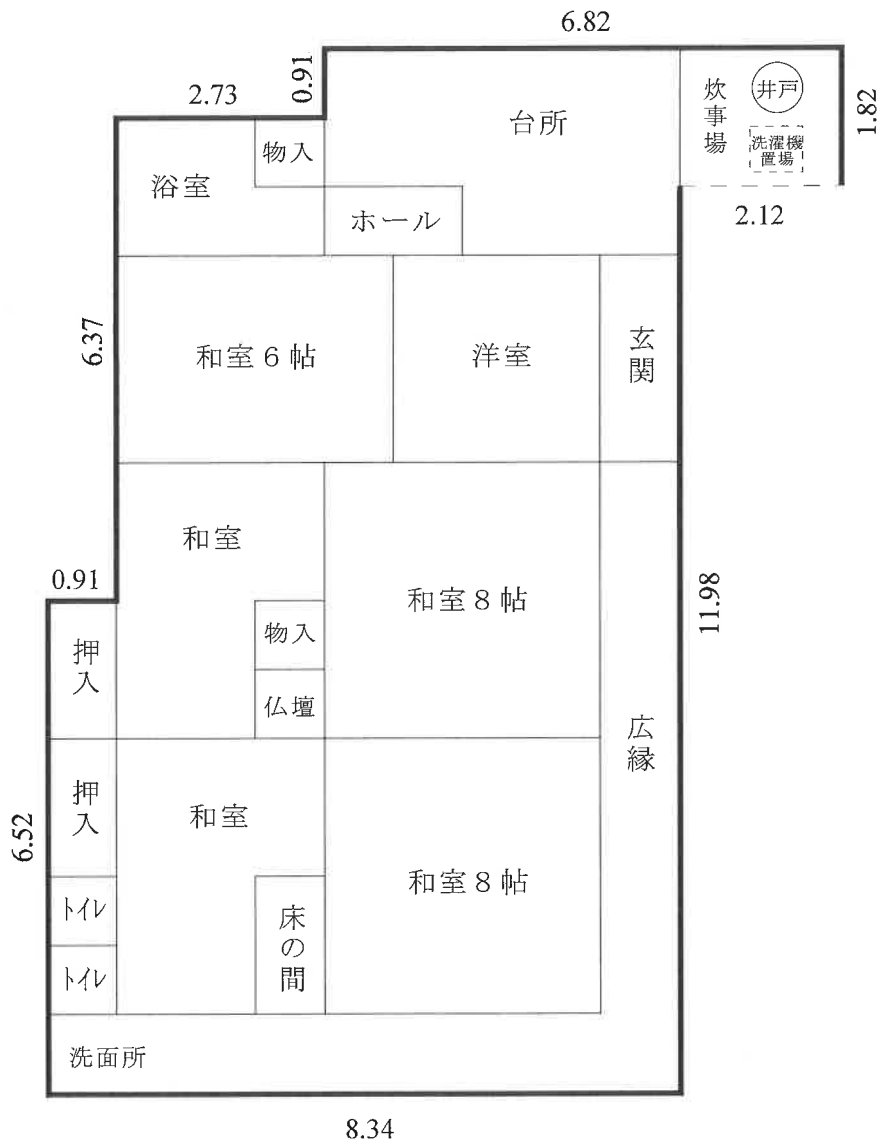 6.82
0.91
2.73
台所
炊事場
井戸
洗濯機
置場
1.82
物入
浴室
ホール
2.12
6.37
和室6帖
洋室
玄関
和室
0.91
和室8帖
11.98
押入
物入
仏壇
広縁
押入
和室
6.52
和室8帖
トイレ
床の間
トイレ
洗面所
8.34